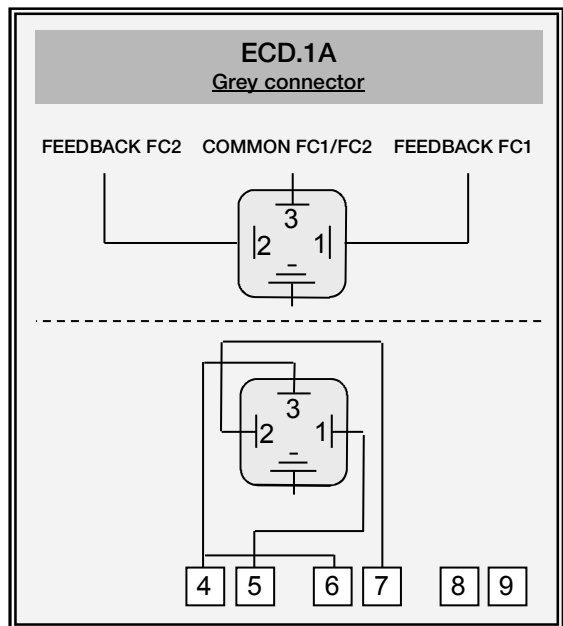 ECD.1A
Grey connector
FEEDBACK FC2 COMMON FC1/FC2 FEEDBACK FC1
3
2 1
3
2 1
4 5 6 7 8 9